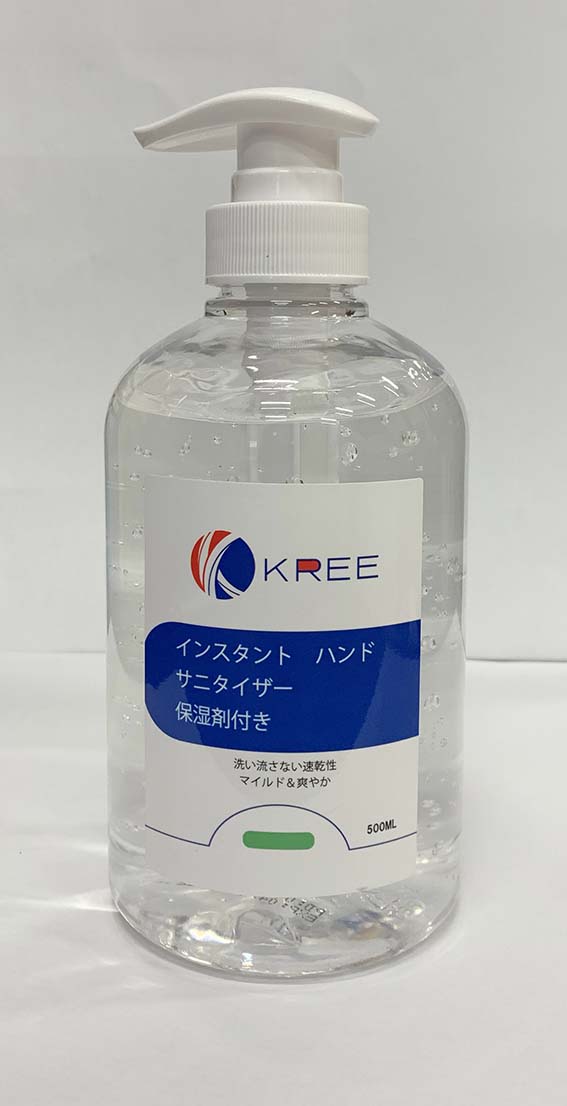 KREE
インスタント　ハンド
サニタイザー
保湿剤付き
洗い流さない速乾性
マイルド＆爽やか
500ML